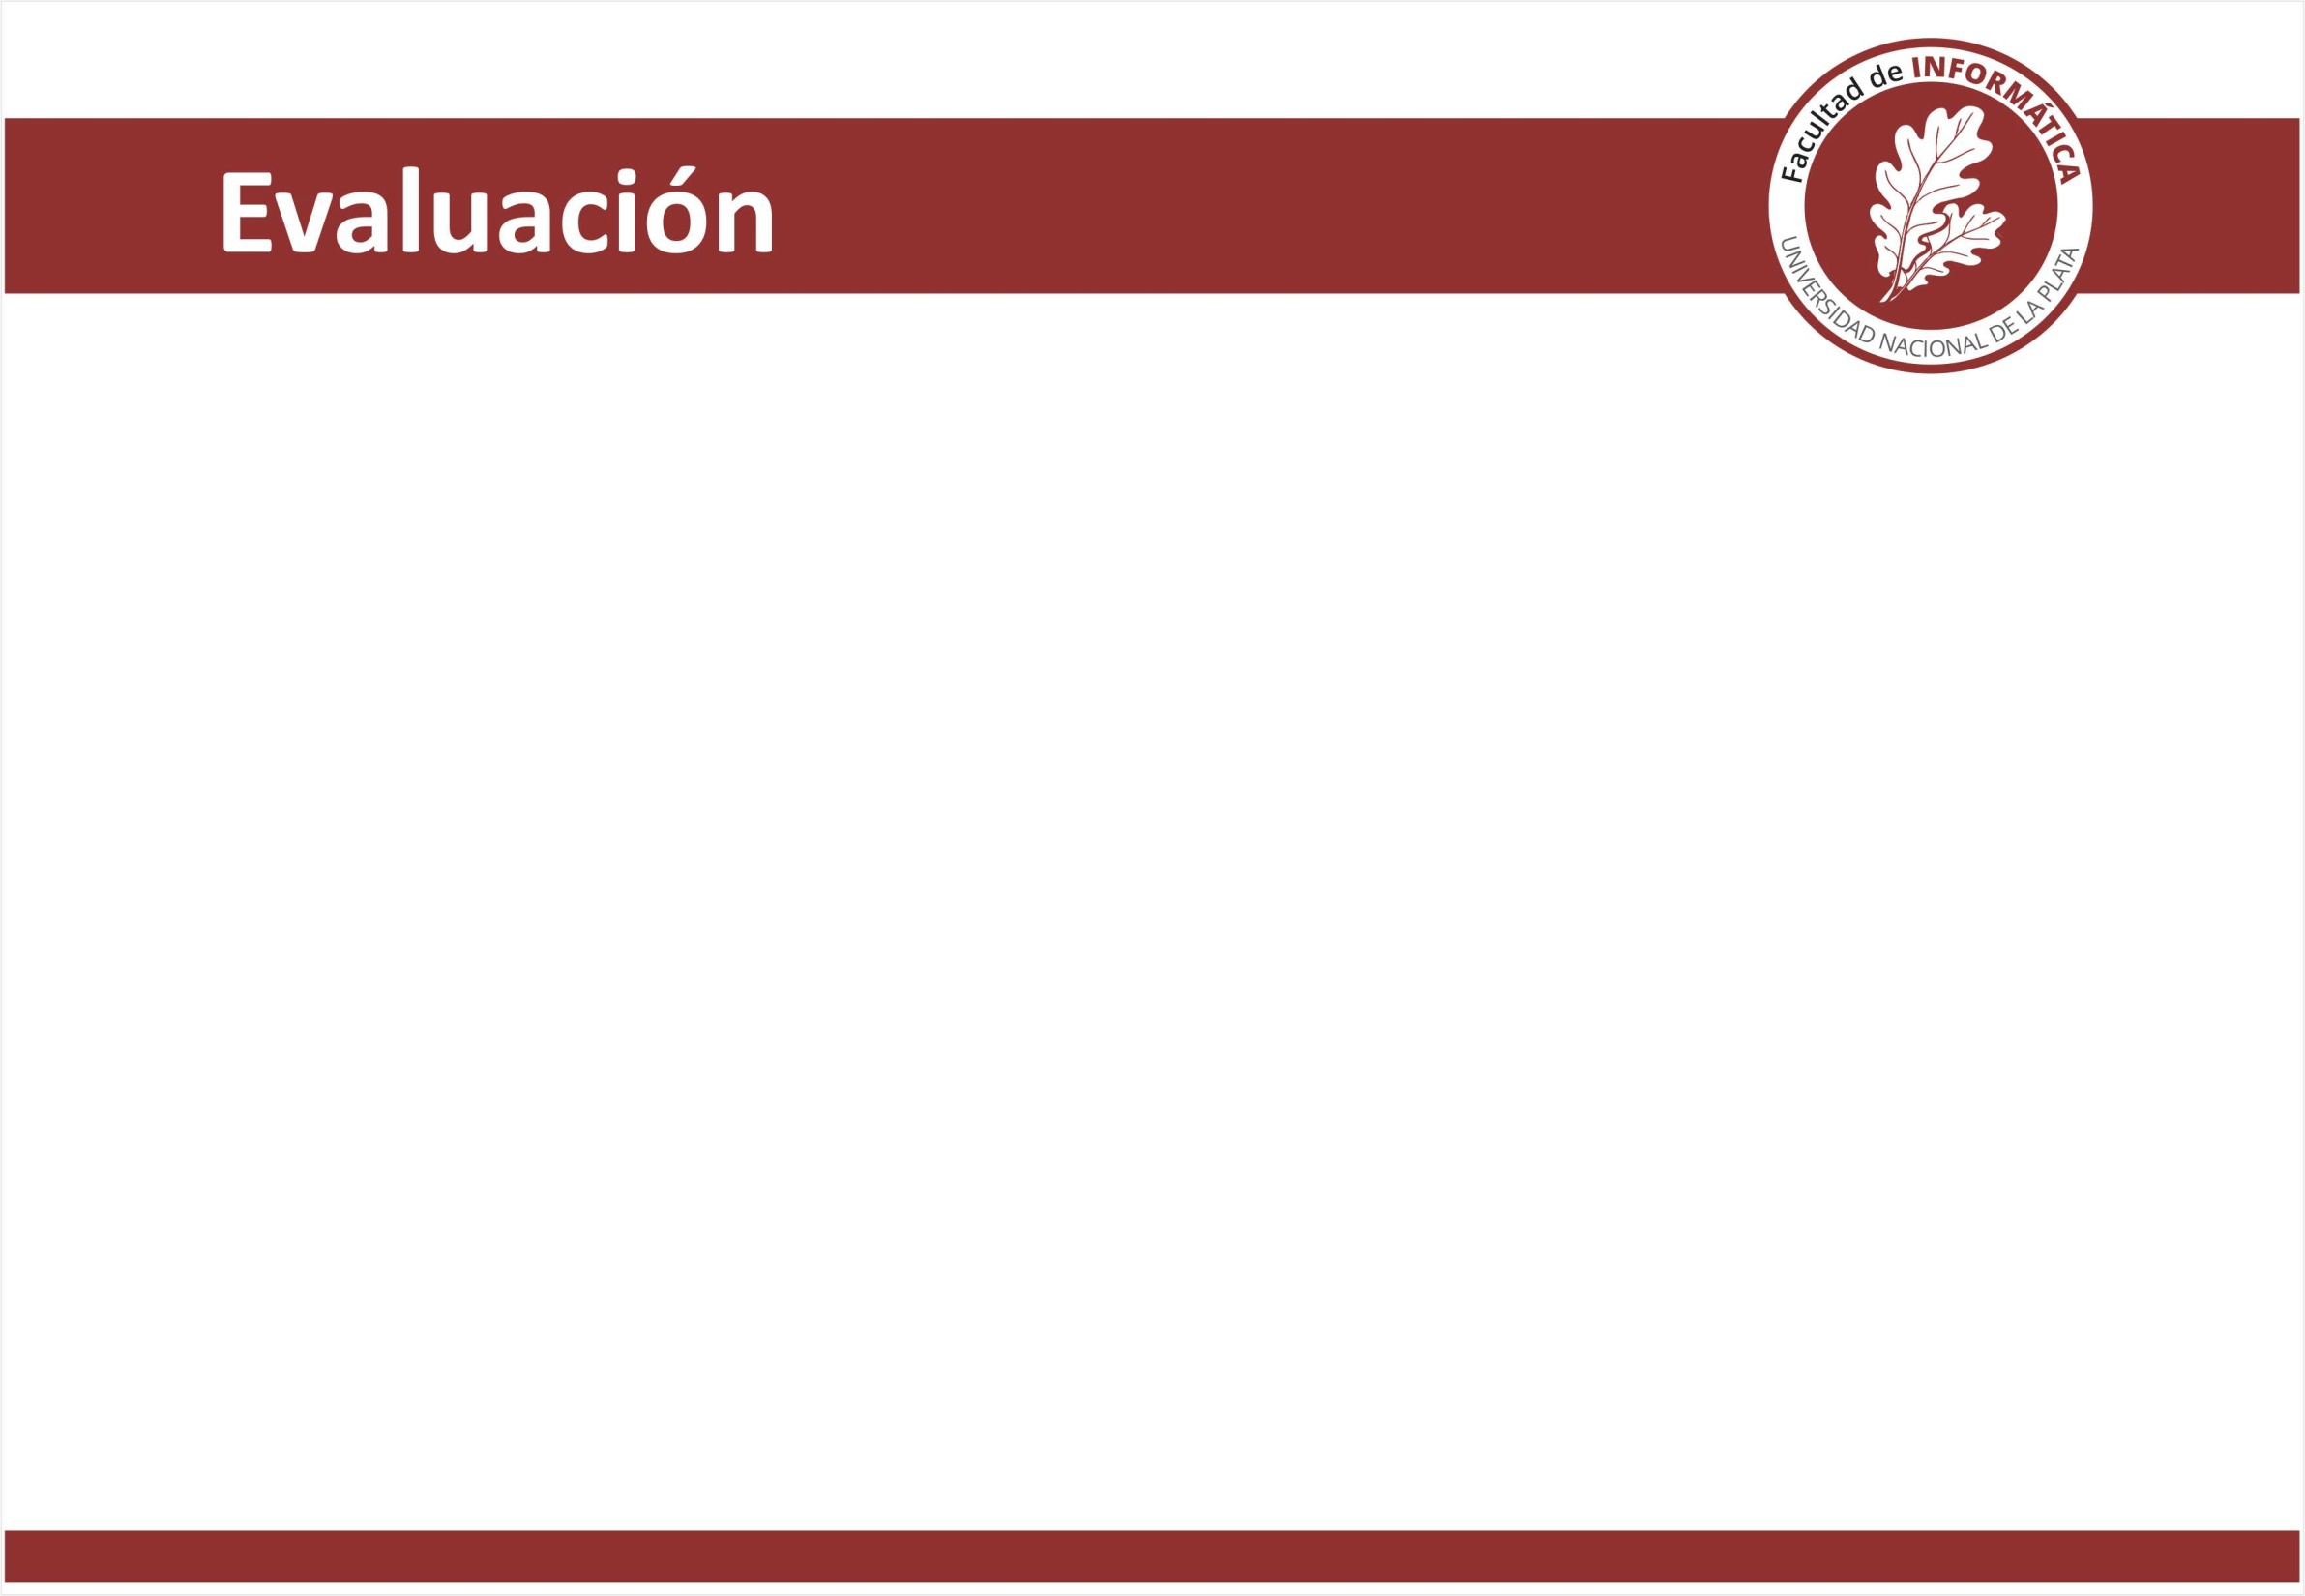 Evaluación
Facultad de INFORMÁTICA
UNIVERSIDAD NACIONAL DE LA PLATA